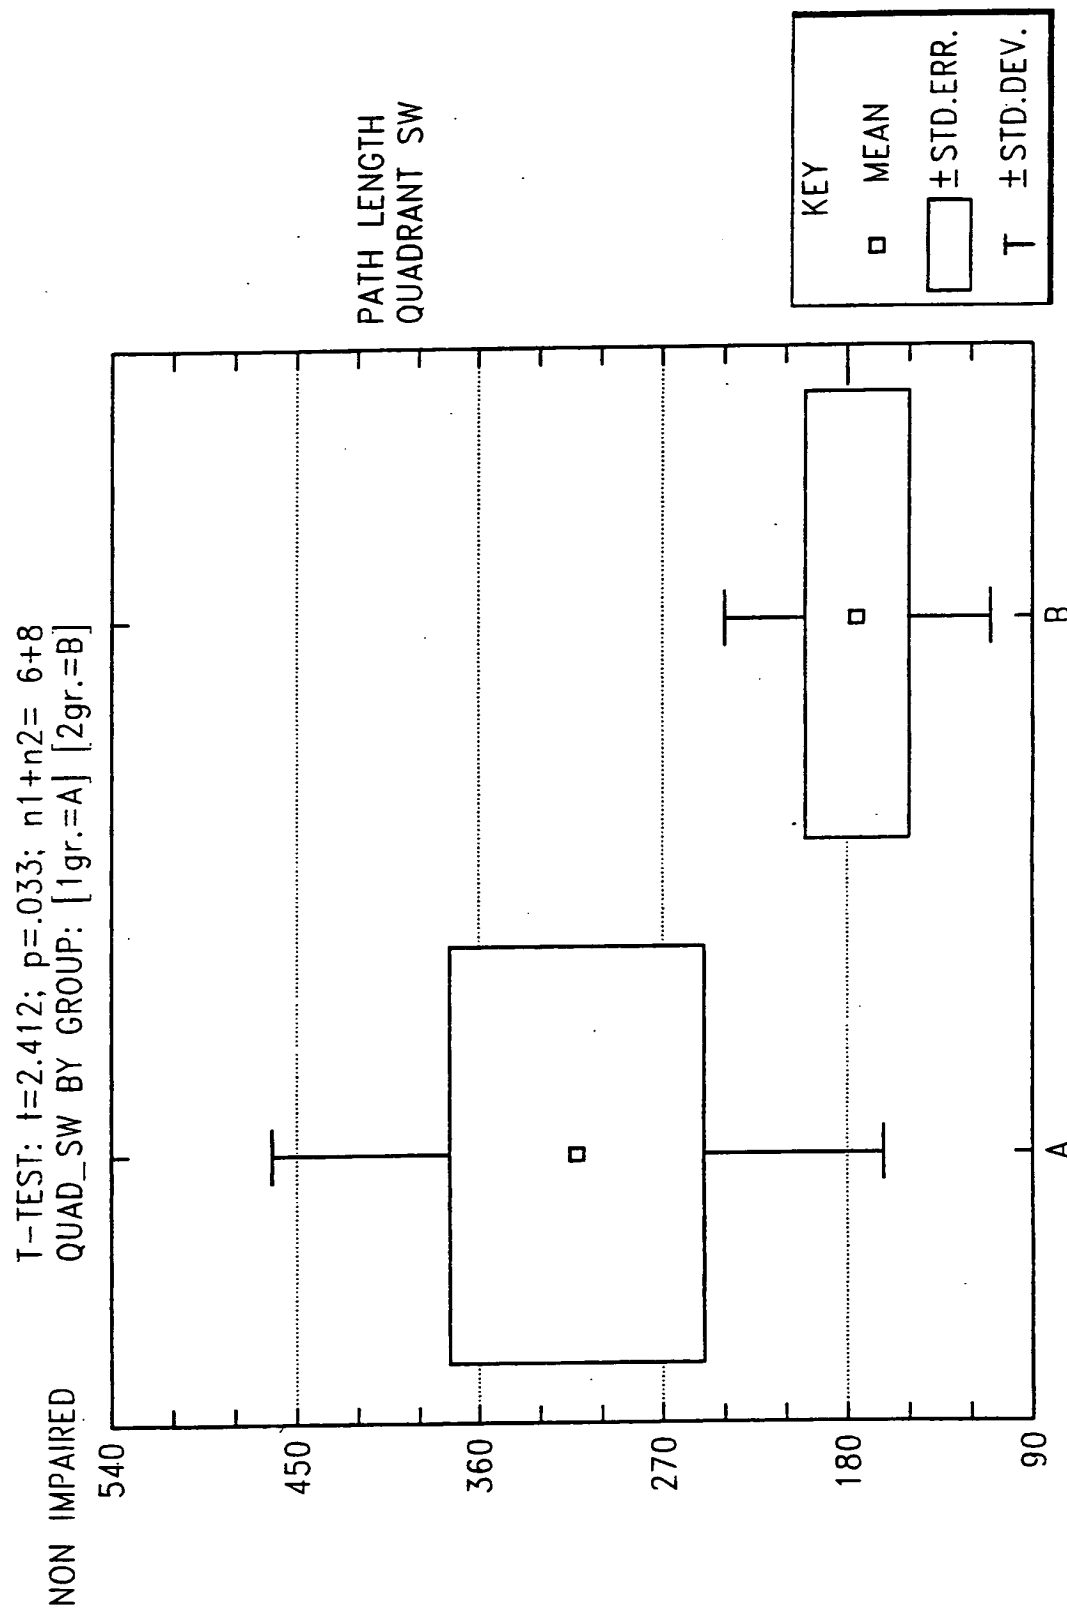 NON IMPAIRED
T-TEST: t=2.412; p=.033; n1+n2= 6+8
QUAD_SW BY GROUP: [1gr.=A] [2gr.=B]
540
450
360
270
180
90
A
B
PATH LENGTH
QUADRANT SW
KEY
MEAN
±STD.ERR.
±STD.DEV.